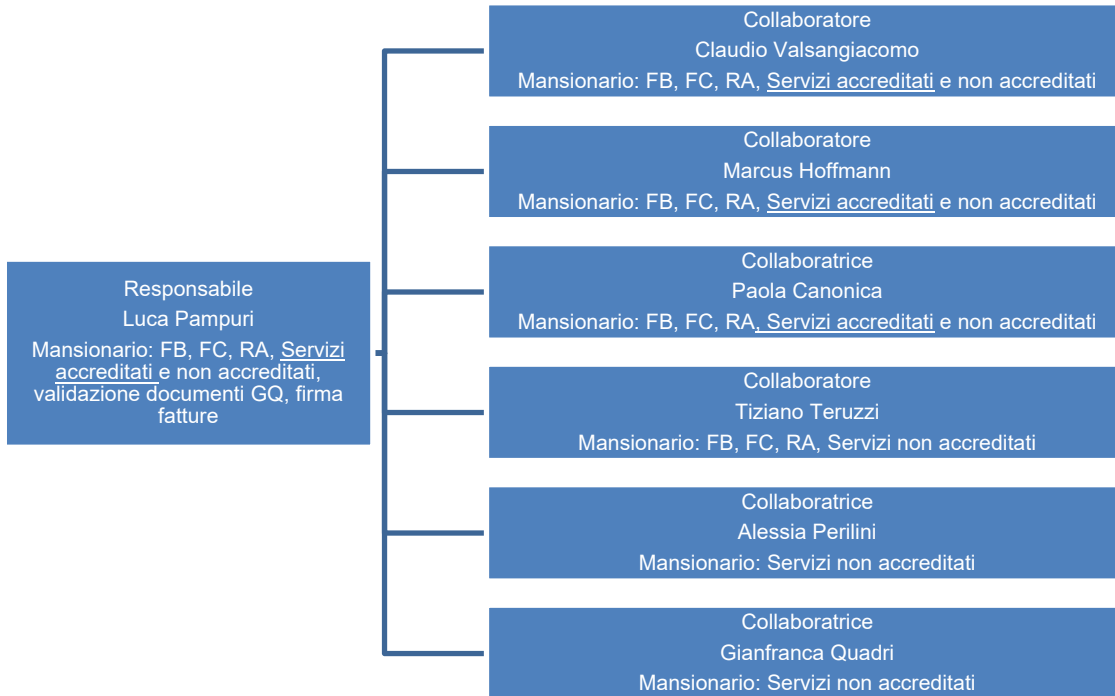 Responsabile
Luca Pampuri
Mansionario: FB, FC, RA, Servizi
accreditati e non accreditati,
validazione documenti GQ, firma
fatture
Collaboratore
Claudio Valsangiacomo
Mansionario: FB, FC, RA, Servizi accreditati e non accreditati
Collaboratore
Marcus Hoffmann
Mansionario: FB, FC, RA, Servizi accreditati e non accreditati
Collaboratrice
Paola Canonica
Mansionario: FB, FC, RA, Servizi accreditati e non accreditati
Collaboratore
Tiziano Teruzzi
Mansionario: FB, FC, RA, Servizi non accreditati
Collaboratrice
Alessia Perilini
Mansionario: Servizi non accreditati
Collaboratrice
Gianfranca Quadri
Mansionario: Servizi non accreditati